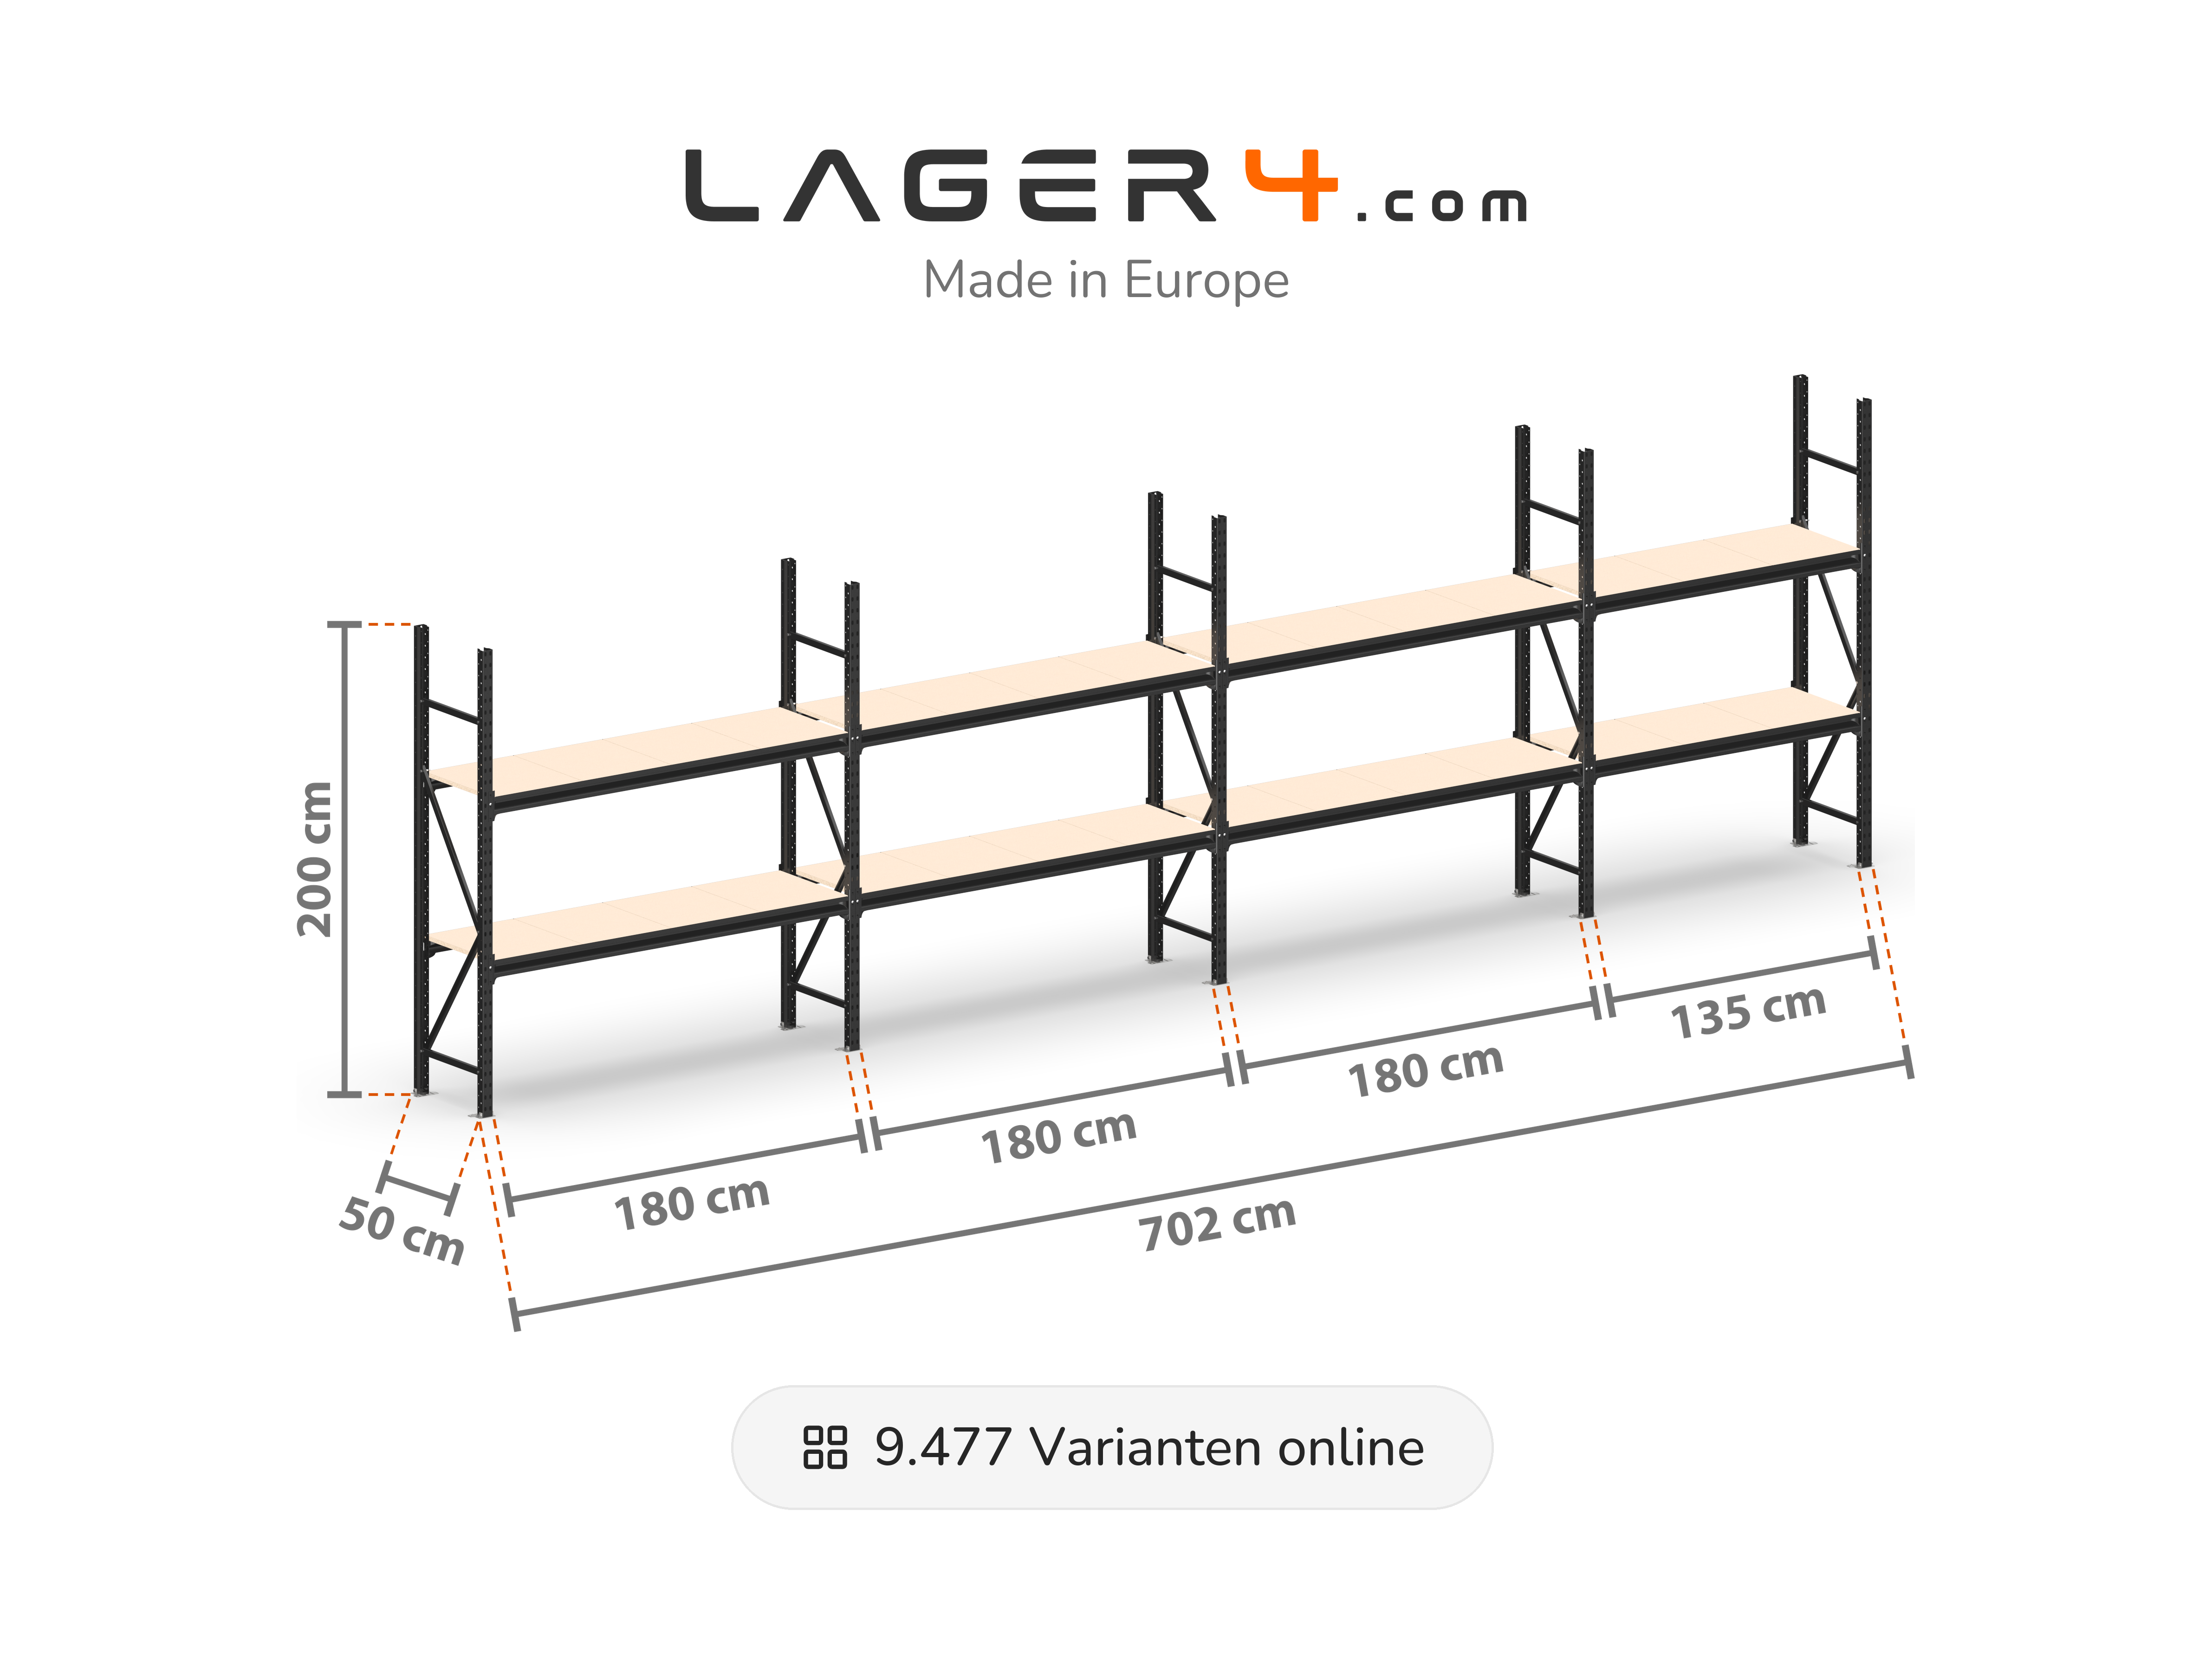 LAGER4.com
Made in Europe
200 cm
50 cm
180 cm
180 cm
180 cm
135 cm
702 cm
9.477 Varianten online